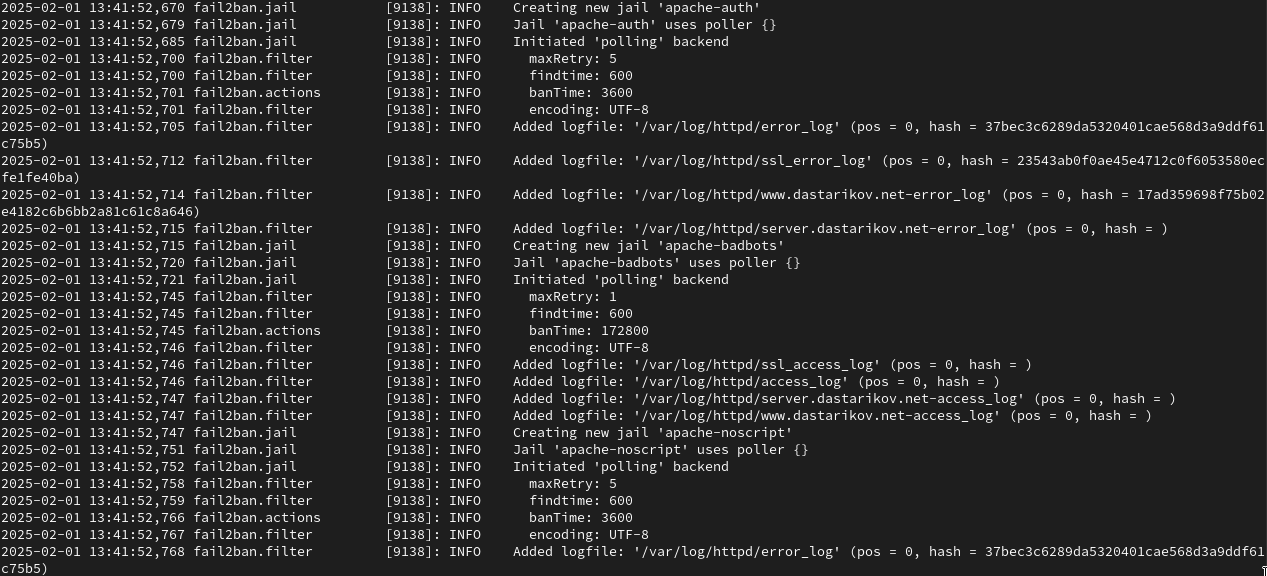 2025-02-01 13:41:52,670 fail2ban.jail           [9138]: INFO    Creating new jail 'apache-auth'
2025-02-01 13:41:52,679 fail2ban.jail           [9138]: INFO    Jail 'apache-auth' uses poller {}
2025-02-01 13:41:52,685 fail2ban.jail           [9138]: INFO    Initiated 'polling' backend
2025-02-01 13:41:52,700 fail2ban.filter         [9138]: INFO      maxRetry: 5
2025-02-01 13:41:52,700 fail2ban.filter         [9138]: INFO      findtime: 600
2025-02-01 13:41:52,701 fail2ban.actions        [9138]: INFO      banTime: 3600
2025-02-01 13:41:52,701 fail2ban.filter         [9138]: INFO      encoding: UTF-8
2025-02-01 13:41:52,705 fail2ban.filter         [9138]: INFO    Added logfile: '/var/log/httpd/error_log' (pos = 0, hash = 37bec3c6289da5320401cae568d3a9ddf61
c75b5)
2025-02-01 13:41:52,712 fail2ban.filter         [9138]: INFO    Added logfile: '/var/log/httpd/ssl_error_log' (pos = 0, hash = 23543ab0f0ae45e4712c0f6053580ec
fe1fe40ba)
2025-02-01 13:41:52,714 fail2ban.filter         [9138]: INFO    Added logfile: '/var/log/httpd/www.dastarikov.net-error_log' (pos = 0, hash = 17ad359698f75b02
e4182c6b6bb2a81c61c8a646)
2025-02-01 13:41:52,715 fail2ban.filter         [9138]: INFO    Added logfile: '/var/log/httpd/server.dastarikov.net-error_log' (pos = 0, hash = )
2025-02-01 13:41:52,715 fail2ban.jail           [9138]: INFO    Creating new jail 'apache-badbots'
2025-02-01 13:41:52,720 fail2ban.jail           [9138]: INFO    Jail 'apache-badbots' uses poller {}
2025-02-01 13:41:52,721 fail2ban.jail           [9138]: INFO    Initiated 'polling' backend
2025-02-01 13:41:52,745 fail2ban.filter         [9138]: INFO      maxRetry: 1
2025-02-01 13:41:52,745 fail2ban.filter         [9138]: INFO      findtime: 600
2025-02-01 13:41:52,745 fail2ban.actions        [9138]: INFO      banTime: 172800
2025-02-01 13:41:52,746 fail2ban.filter         [9138]: INFO      encoding: UTF-8
2025-02-01 13:41:52,746 fail2ban.filter         [9138]: INFO    Added logfile: '/var/log/httpd/ssl_access_log' (pos = 0, hash = )
2025-02-01 13:41:52,746 fail2ban.filter         [9138]: INFO    Added logfile: '/var/log/httpd/access_log' (pos = 0, hash = )
2025-02-01 13:41:52,747 fail2ban.filter         [9138]: INFO    Added logfile: '/var/log/httpd/server.dastarikov.net-access_log' (pos = 0, hash = )
2025-02-01 13:41:52,747 fail2ban.filter         [9138]: INFO    Added logfile: '/var/log/httpd/www.dastarikov.net-access_log' (pos = 0, hash = )
2025-02-01 13:41:52,747 fail2ban.jail           [9138]: INFO    Creating new jail 'apache-noscript'
2025-02-01 13:41:52,751 fail2ban.jail           [9138]: INFO    Jail 'apache-noscript' uses poller {}
2025-02-01 13:41:52,752 fail2ban.jail           [9138]: INFO    Initiated 'polling' backend
2025-02-01 13:41:52,758 fail2ban.filter         [9138]: INFO      maxRetry: 5
2025-02-01 13:41:52,759 fail2ban.filter         [9138]: INFO      findtime: 600
2025-02-01 13:41:52,766 fail2ban.actions        [9138]: INFO      banTime: 3600
2025-02-01 13:41:52,767 fail2ban.filter         [9138]: INFO      encoding: UTF-8
2025-02-01 13:41:52,768 fail2ban.filter         [9138]: INFO    Added logfile: '/var/log/httpd/error_log' (pos = 0, hash = 37bec3c6289da5320401cae568d3a9ddf61
c75b5)